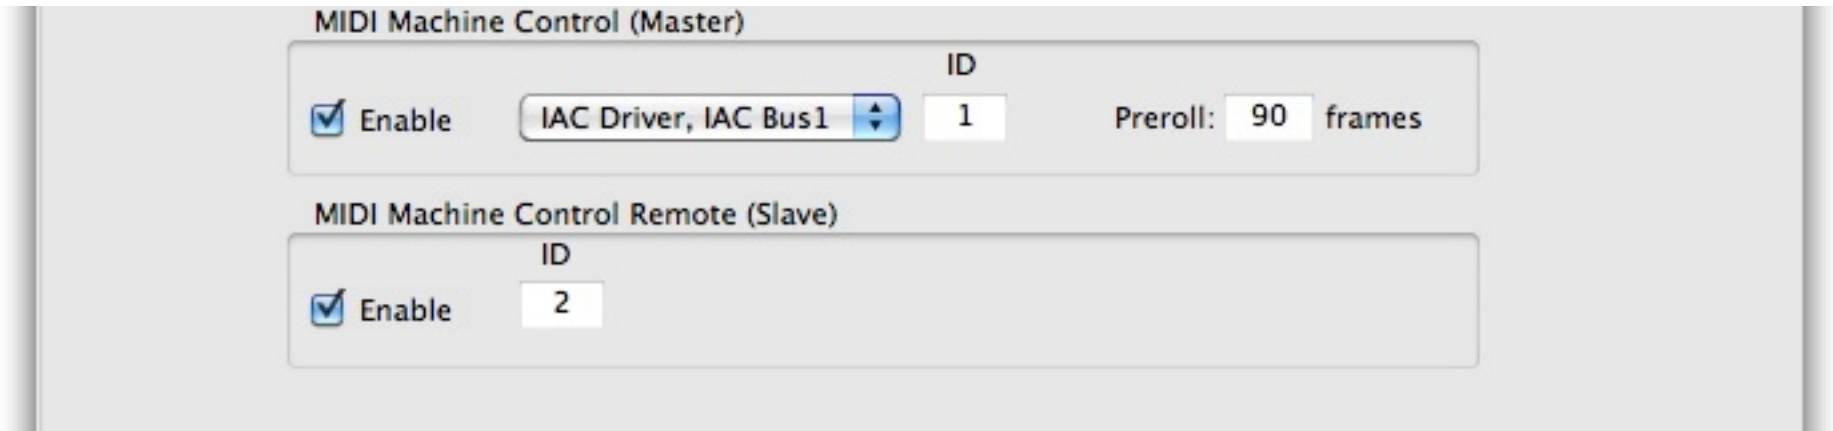 MIDI Machine Control (Master)
ID
Enable IAC Driver, IAC Bus1 1 Preroll: 90 frames
MIDI Machine Control Remote (Slave)
ID
Enable 2